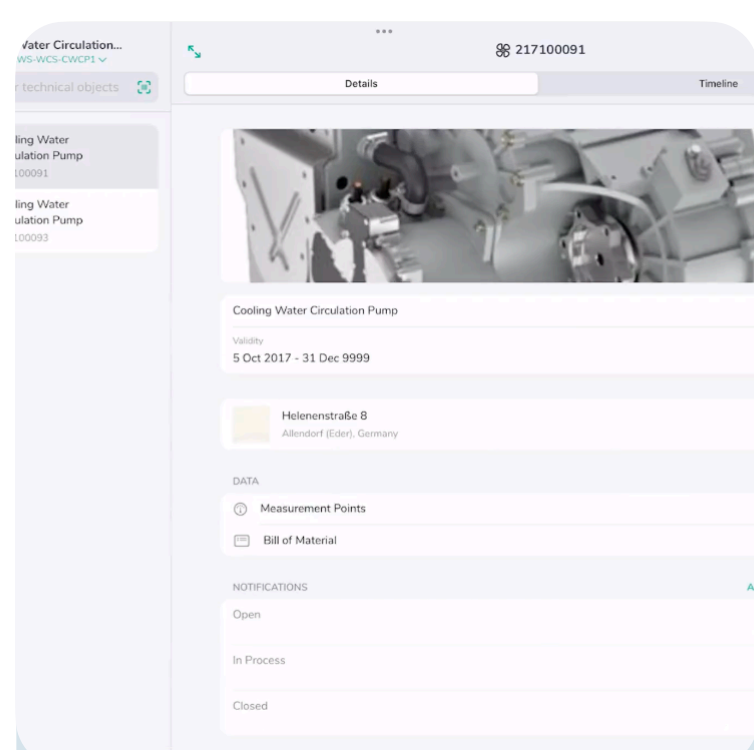 Water Circulation...
WS-WCS-CWCP1
technical objects
ling Water
ulation Pump
100091
ling Water
ulation Pump
100093
217100091
Details
Timeline
Cooling Water Circulation Pump
Validity
5 Oct 2017 - 31 Dec 9999
Helenenstraße 8
Allendorf (Eder), Germany
DATA
Measurement Points
Bill of Material
NOTIFICATIONS
A
Open
In Process
Closed